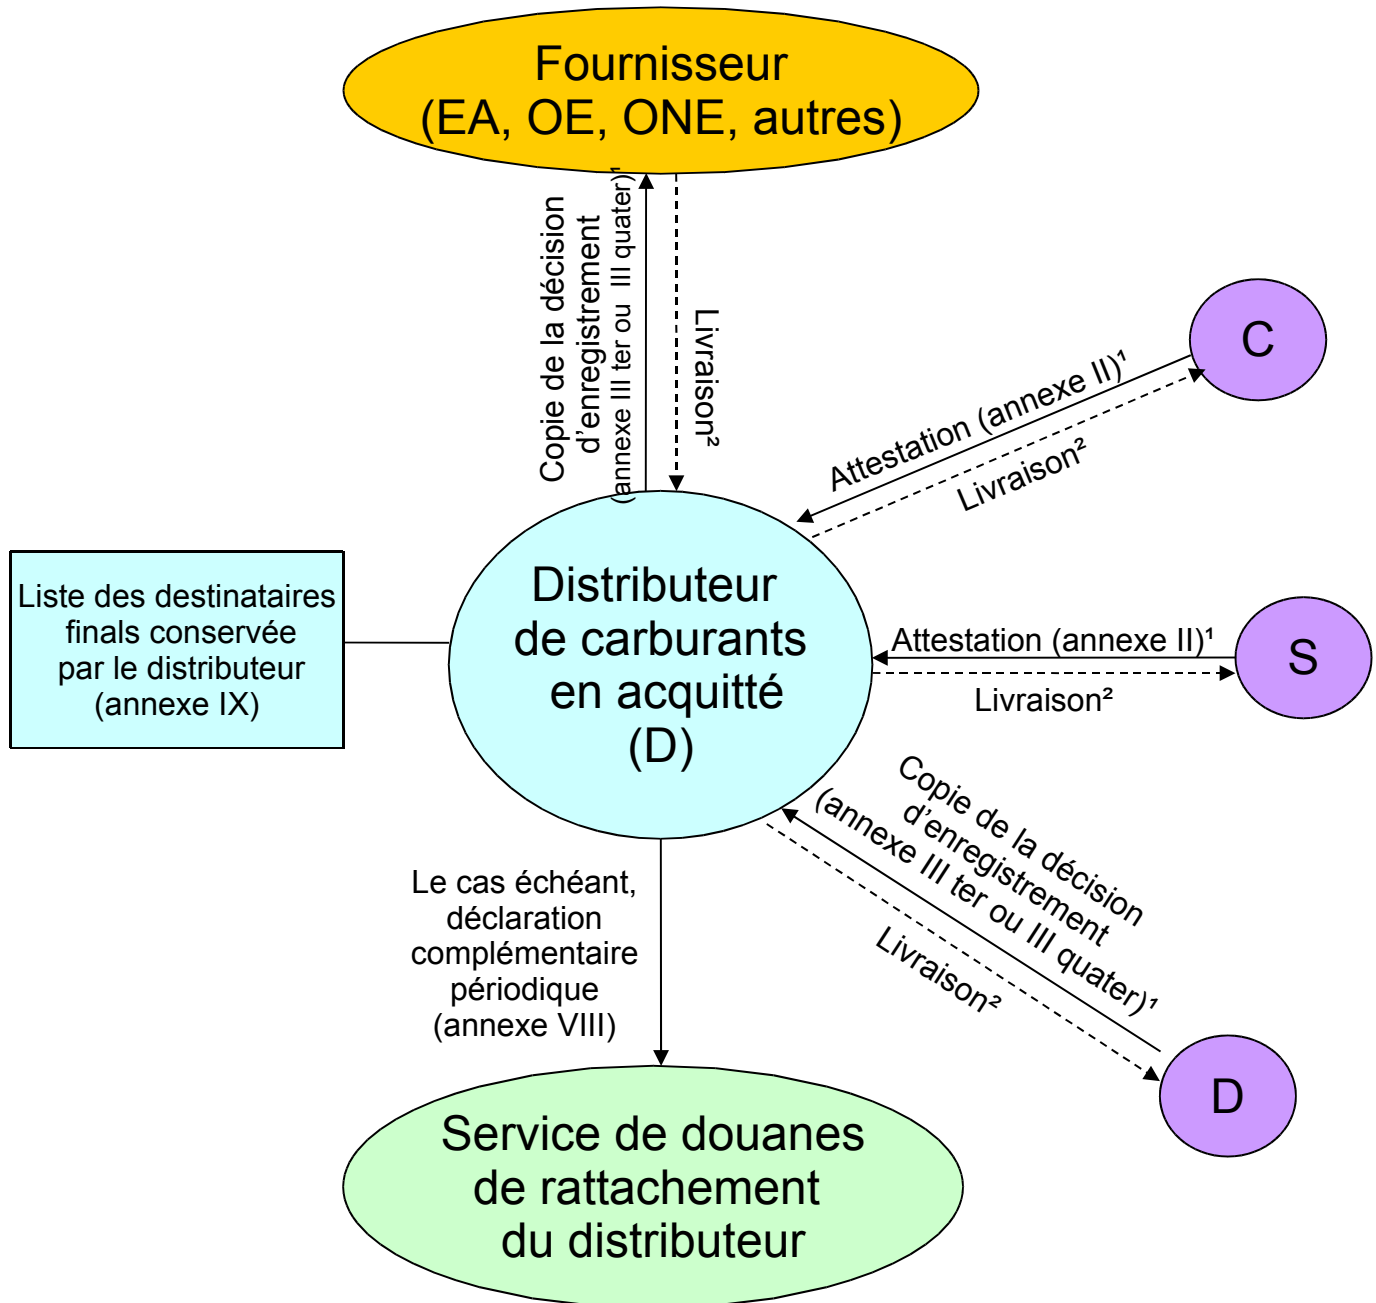 Fournisseur
(EA, OE, ONE, autres)
Copie de la décision
d’enregistrement
(annexe III ter ou III quater)¹
Livraison²
C
Attestation (annexe II)¹
Livraison²
Liste des destinataires
finals conservée
par le distributeur
(annexe IX)
Distributeur
de carburants
en acquitté
(D)
Attestation (annexe II)¹
Livraison²
S
Copie de la décision
d’enregistrement
(annexe III ter ou III quater)¹
Livraison²
D
Le cas échéant,
déclaration
complémentaire
périodique
(annexe VIII)
Service de douanes
de rattachement
du distributeur